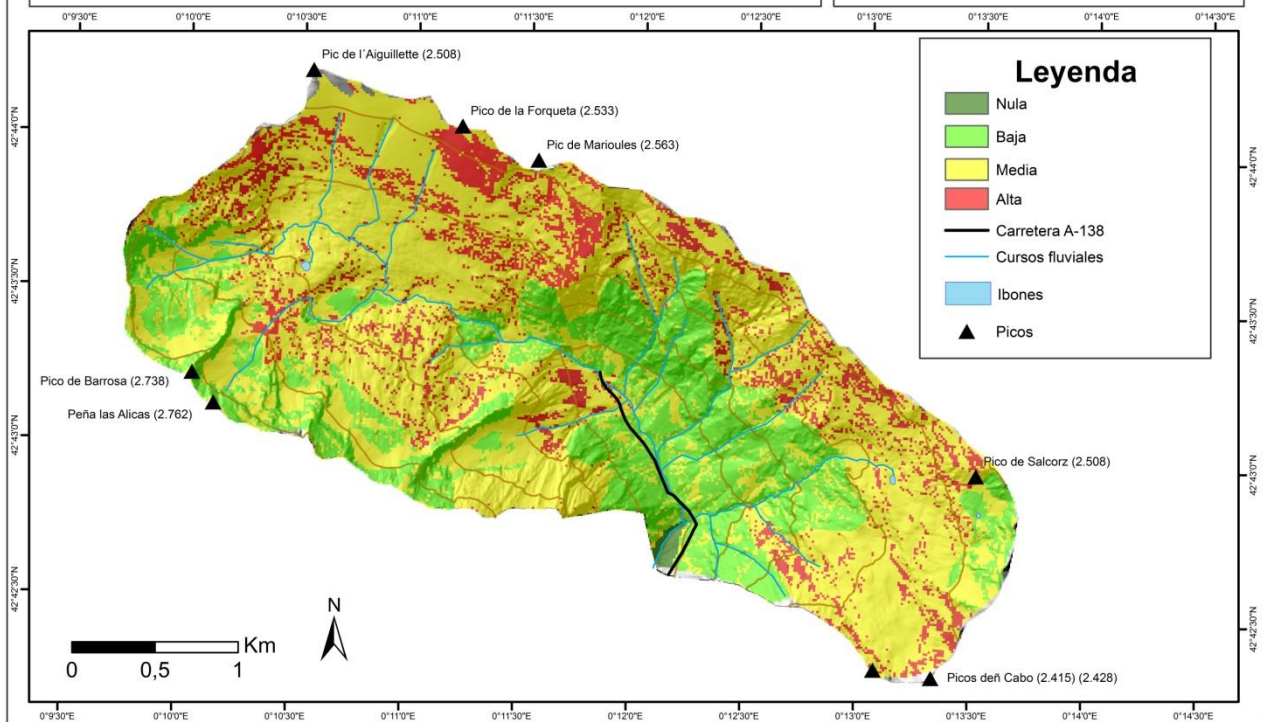 0°9'30"E 0°10'0"E 0°10'30"E 0°11'0"E 0°11'30"E 0°12'0"E 0°12'30"E 0°13'0"E 0°13'30"E 0°14'0"E 0°14'30"E
Pic de l´Aiguillette (2.508)
Pico de la Forqueta (2.533)
Pic de Marioules (2.563)
Pico de Barrosa (2.738)
Peña las Alicas (2.762)
Pico de Salcorz (2.508)
Picos deñ Cabo (2.415) (2.428)
Leyenda
Nula
Baja
Media
Alta
Carretera A-138
Cursos fluviales
Ibones
Picos
42°44'0"N
42°43'30"N
42°43'0"N
42°42'30"N
42°44'0"N
42°43'30"N
42°43'0"N
42°42'30"N
N
Km
0 0,5 1
0°9'30"E 0°10'0"E 0°10'30"E 0°11'0"E 0°11'30"E 0°12'0"E 0°12'30"E 0°13'0"E 0°13'30"E 0°14'0"E 0°14'30"E